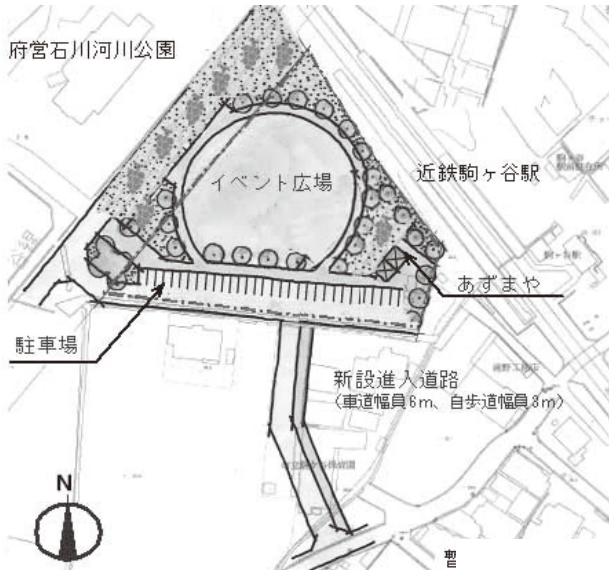 府営石川河川公園
イベント広場
近鉄駒ヶ谷駅
あずまや
駐車場
新設進入道路
(車道幅員6m、自歩道幅員3m)
N